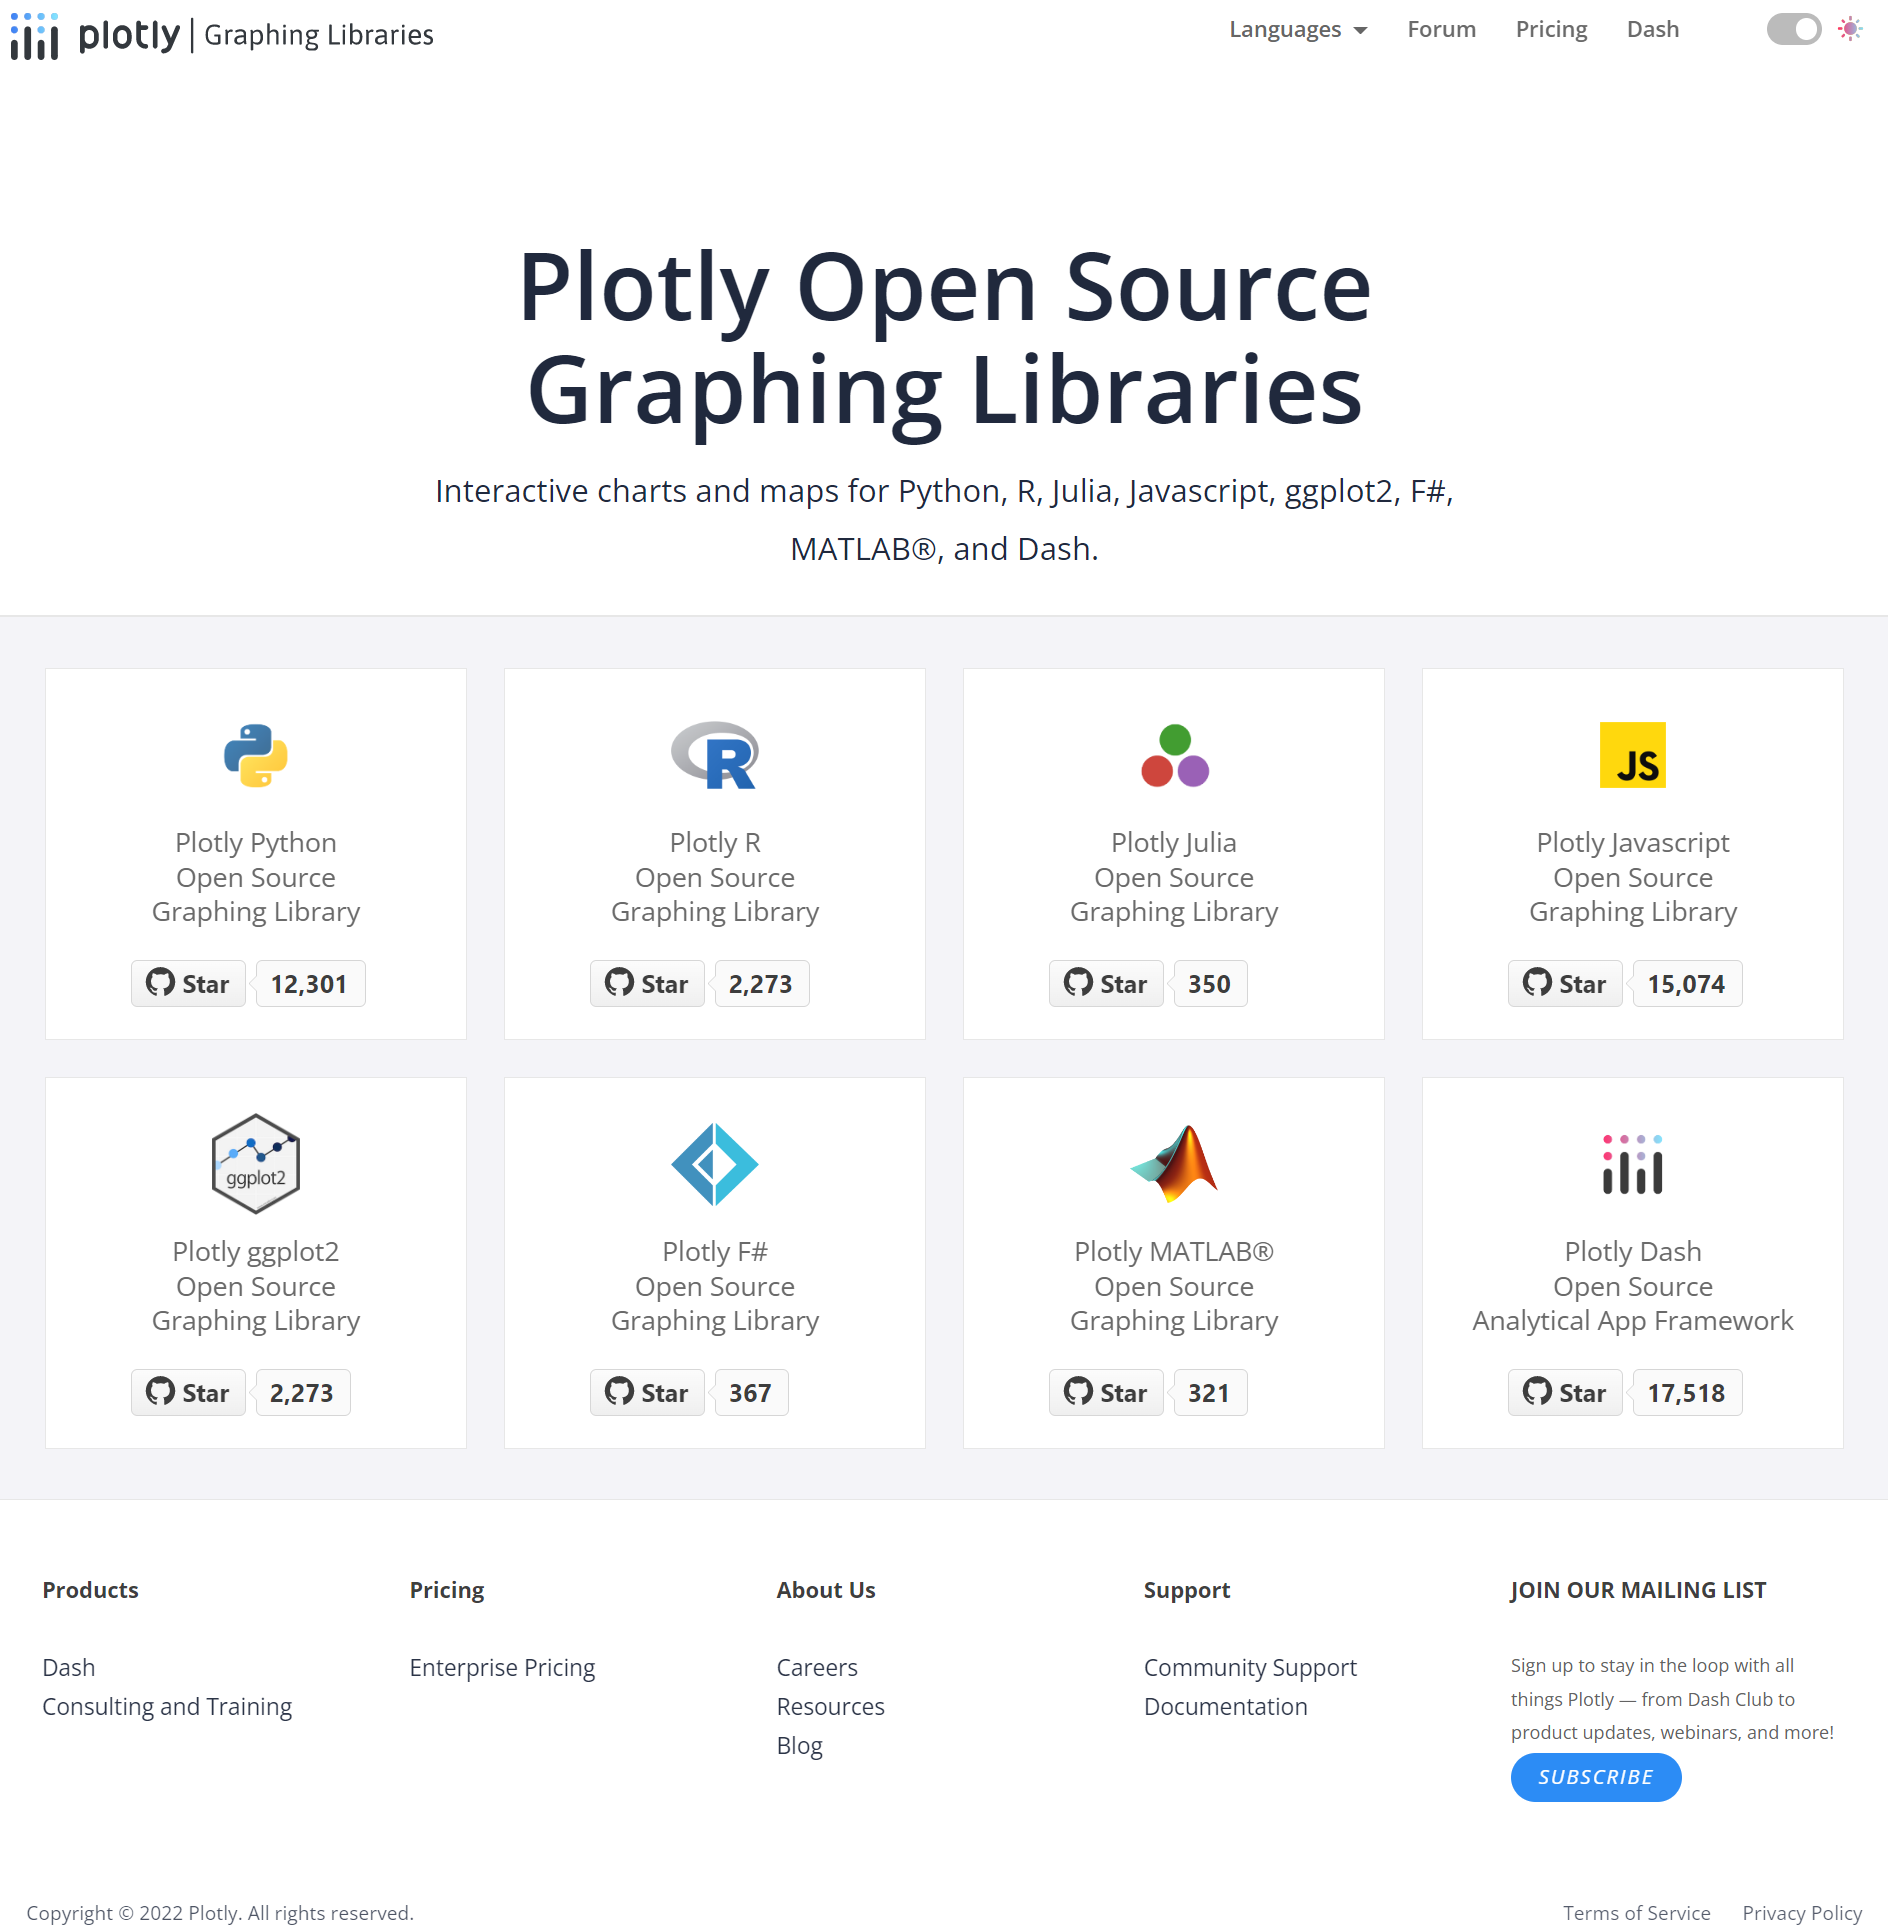 plotly | Graphing Libraries
Languages Forum Pricing Dash
Plotly Open Source
Graphing Libraries
Interactive charts and maps for Python, R, Julia, Javascript, ggplot2, F#,
MATLAB®, and Dash.
Plotly Python
Open Source
Graphing Library
Star 12,301
R
Plotly R
Open Source
Graphing Library
Star 2,273
Plotly Julia
Open Source
Graphing Library
Star 350
JS
Plotly Javascript
Open Source
Graphing Library
Star 15,074
ggplot2
Plotly ggplot2
Open Source
Graphing Library
Star 2,273
Plotly F#
Open Source
Graphing Library
Star 367
Plotly MATLAB®
Open Source
Graphing Library
Star 321
Plotly Dash
Open Source
Analytical App Framework
Star 17,518
Products
Dash
Consulting and Training
Pricing
Enterprise Pricing
About Us
Careers
Resources
Blog
Support
Community Support
Documentation
JOIN OUR MAILING LIST
Sign up to stay in the loop with all
things Plotly — from Dash Club to
product updates, webinars, and more!
SUBSCRIBE
Copyright © 2022 Plotly. All rights reserved.
Terms of Service Privacy Policy